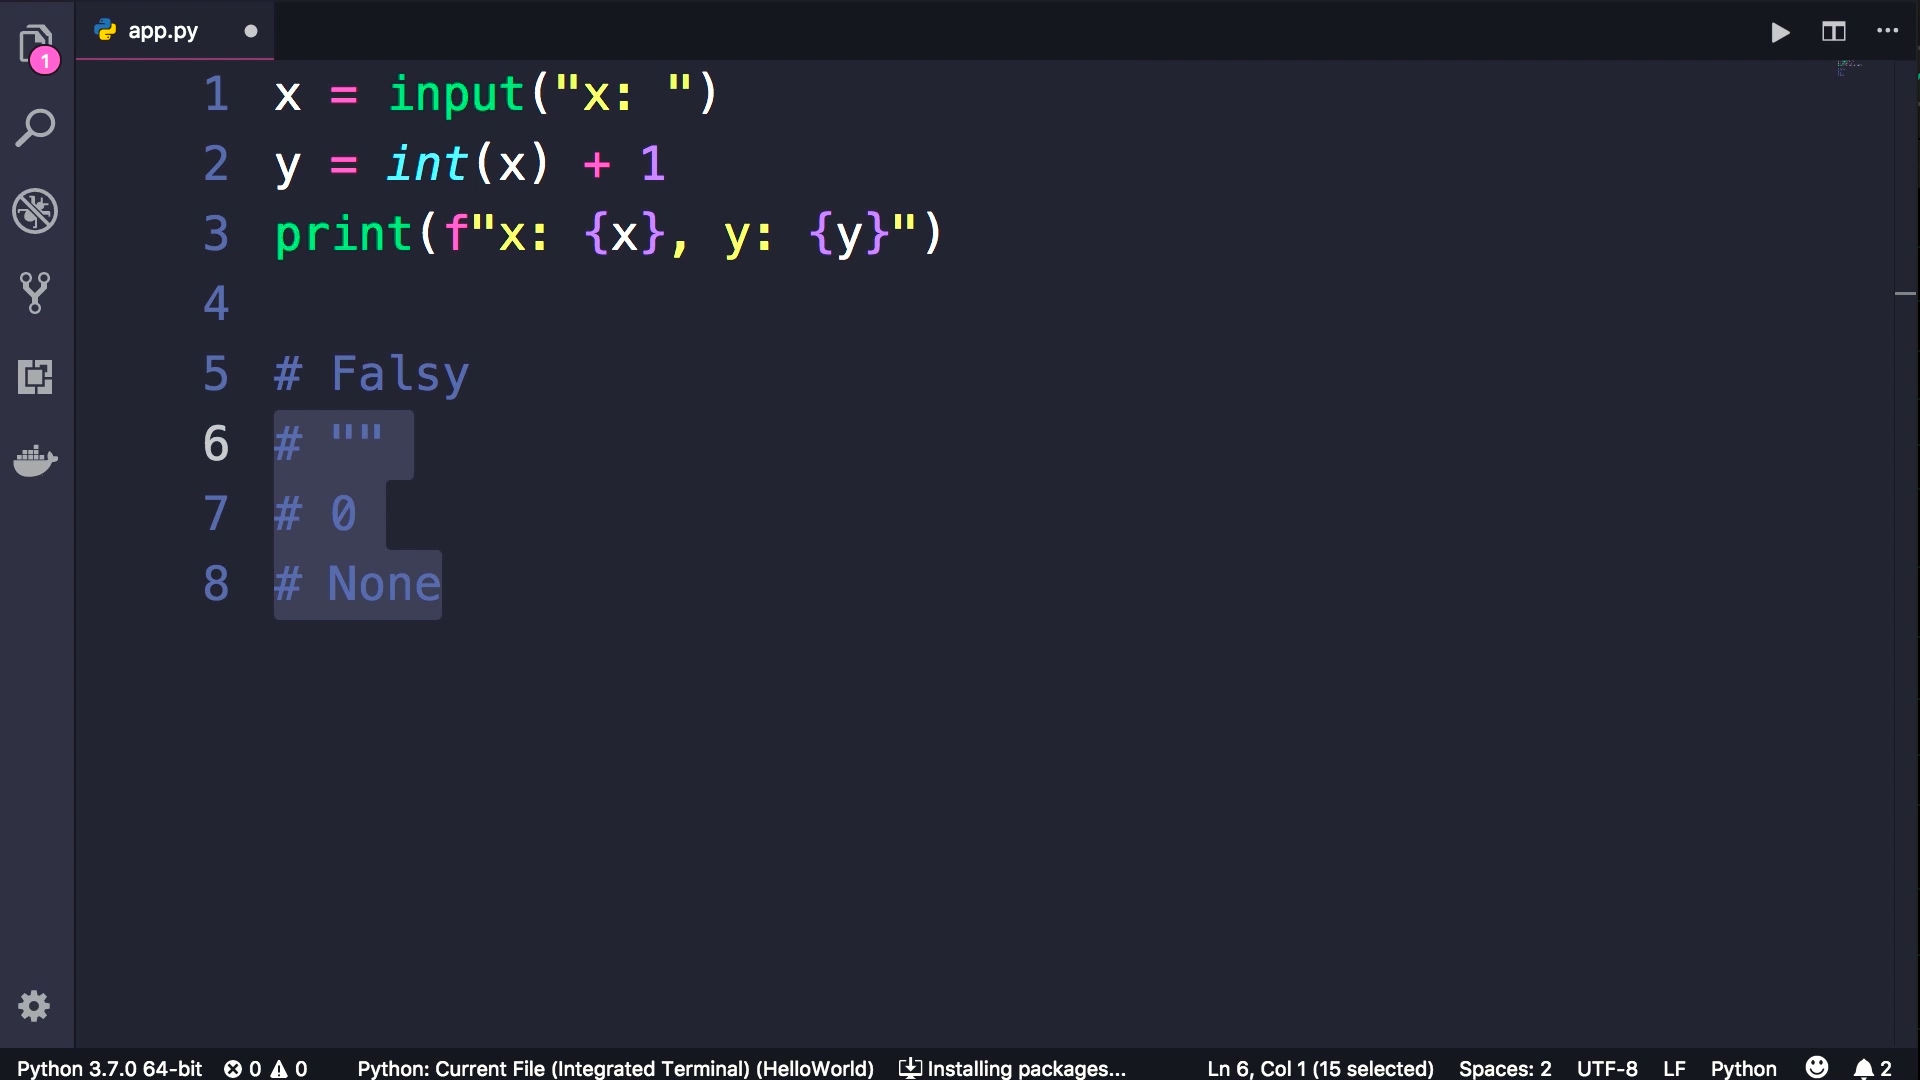 app.py
1
1 x = input("x: ")
2 y = int(x) + 1
3 print(f"x: {x}, y: {y}")
4
5 # Falsy
6 # ""
7 # 0
8 # None
Python 3.7.0 64-bit 0 0 Python: Current File (Integrated Terminal) (HelloWorld) Installing packages... Ln 6, Col 1 (15 selected) Spaces: 2 UTF-8 LF Python 2